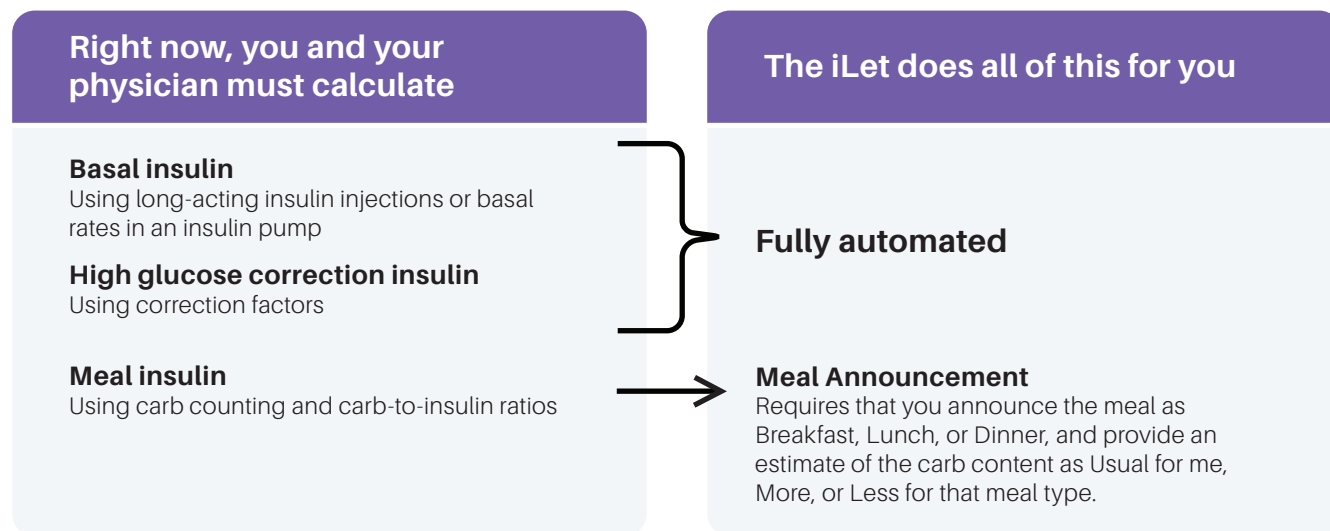 Right now, you and your
physician must calculate
Basal insulin
Using long-acting insulin injections or basal
rates in an insulin pump
High glucose correction insulin
Using correction factors
Meal insulin
Using carb counting and carb-to-insulin ratios
The iLet does all of this for you
Fully automated
Meal Announcement
Requires that you announce the meal as
Breakfast, Lunch, or Dinner, and provide an
estimate of the carb content as Usual for me,
More, or Less for that meal type.